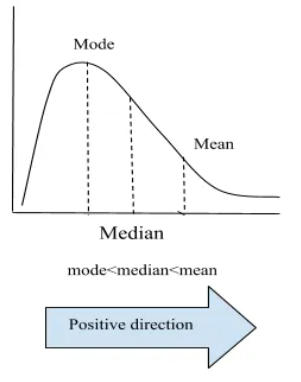 Mode
Mean
Median
mode<median<mean
Positive direction